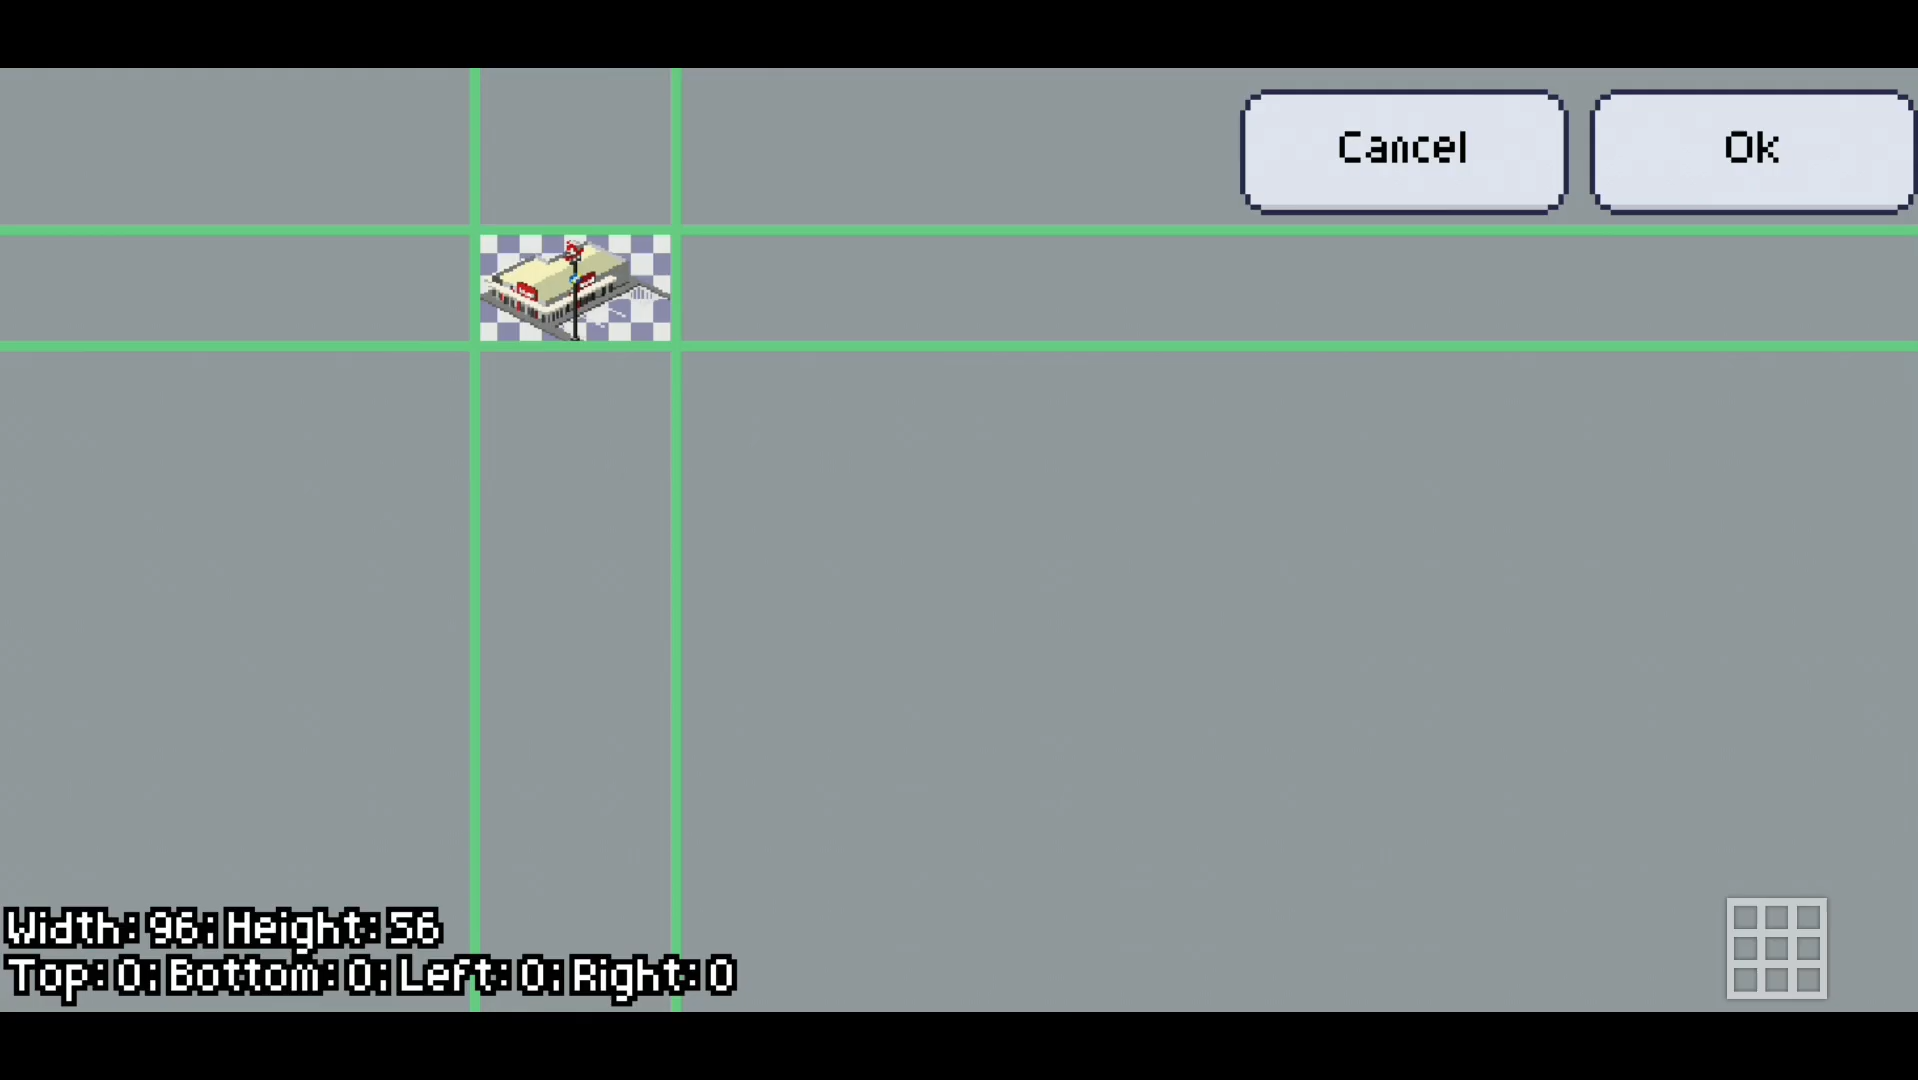 Cancel
Ok
Width: 96; Height: 56
Top: 0; Bottom: 0; Left: 0; Right: 0